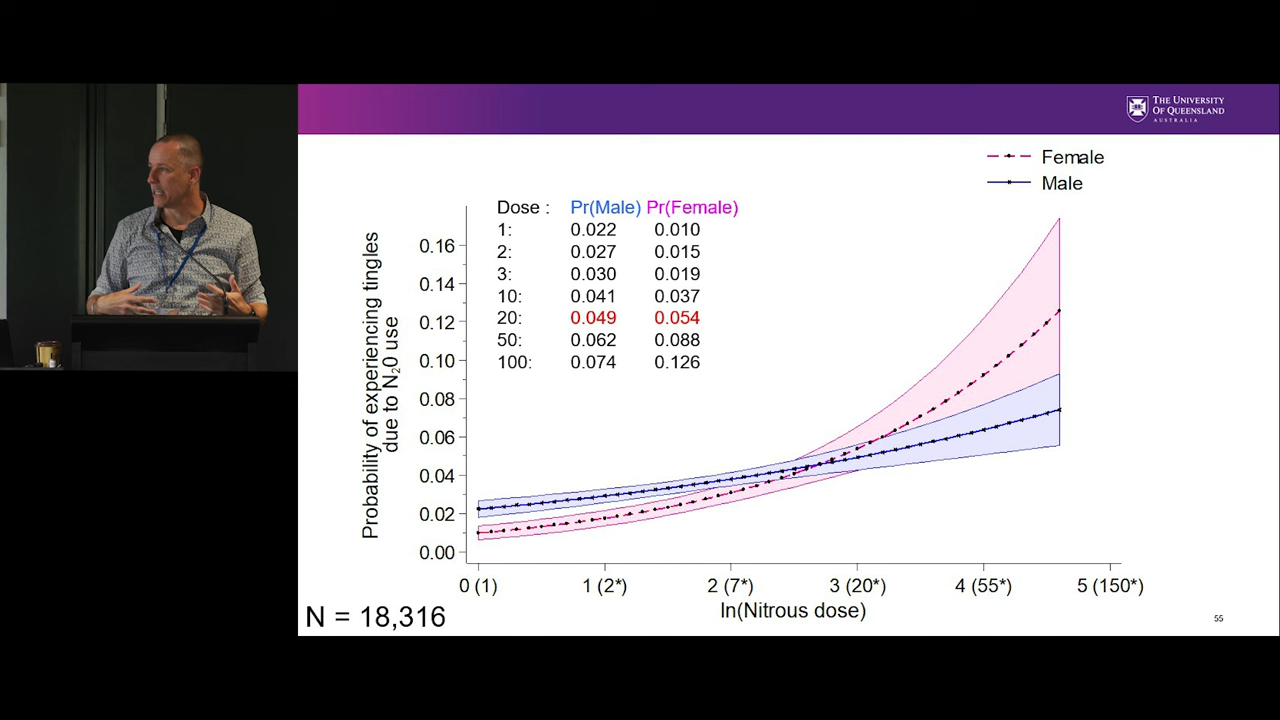 THE UNIVERSITY
OF QUEENSLAND
AUSTRALIA
Female
Male
Dose : Pr(Male) Pr(Female)
1: 0.022 0.010
2: 0.027 0.015
3: 0.030 0.019
10: 0.041 0.037
20: 0.049 0.054
50: 0.062 0.088
100: 0.074 0.126
Probability of experiencing tingles
due to N₂0 use
0.16
0.14
0.12
0.10
0.08
0.06
0.04
0.02
0.00
0 (1) 1 (2*) 2 (7*) 3 (20*) 4 (55*) 5 (150*)
ln(Nitrous dose)
N = 18,316
55